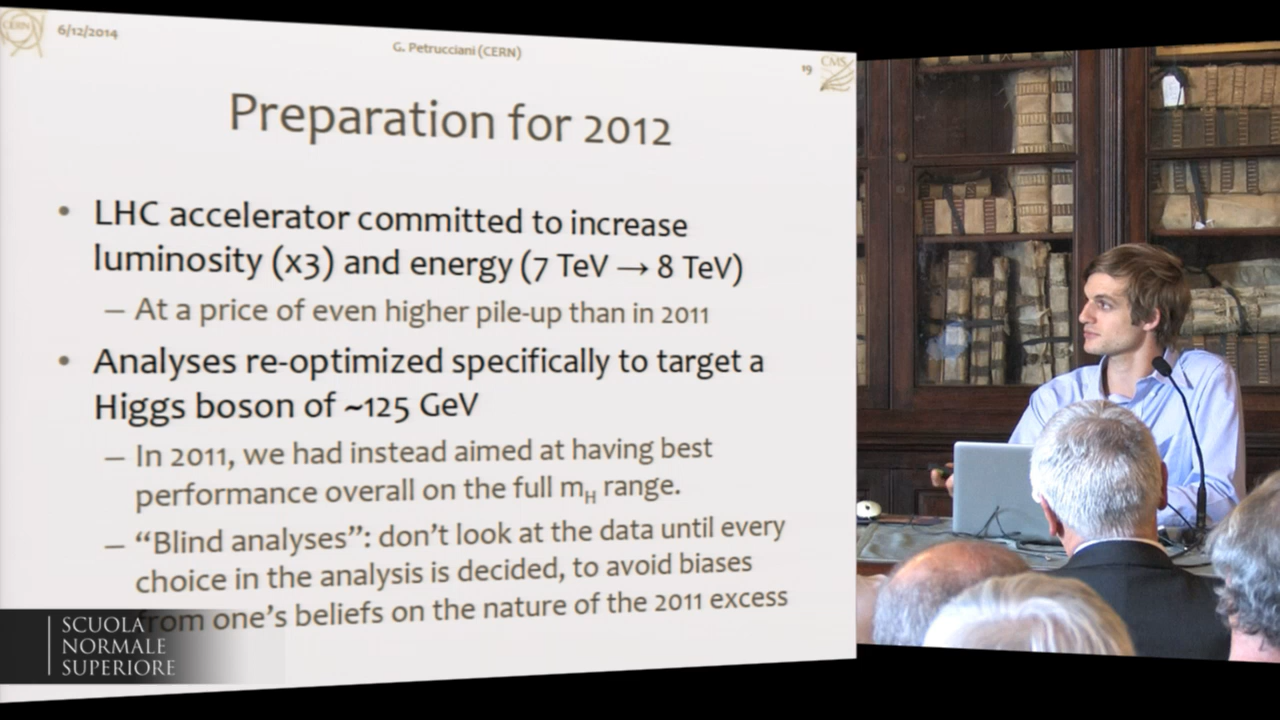 CERN
6/12/2014
G. Petrucciani (CERN)
19
CMS
Preparation for 2012
• LHC accelerator committed to increase
luminosity (x3) and energy (7 TeV → 8 TeV)
– At a price of even higher pile-up than in 2011
• Analyses re-optimized specifically to target a
Higgs boson of ~125 GeV
– In 2011, we had instead aimed at having best
performance overall on the full mH range.
– “Blind analyses”: don’t look at the data until every
choice in the analysis is decided, to avoid biases
from one’s beliefs on the nature of the 2011 excess
SCUOLA
NORMALE
SUPERIORE